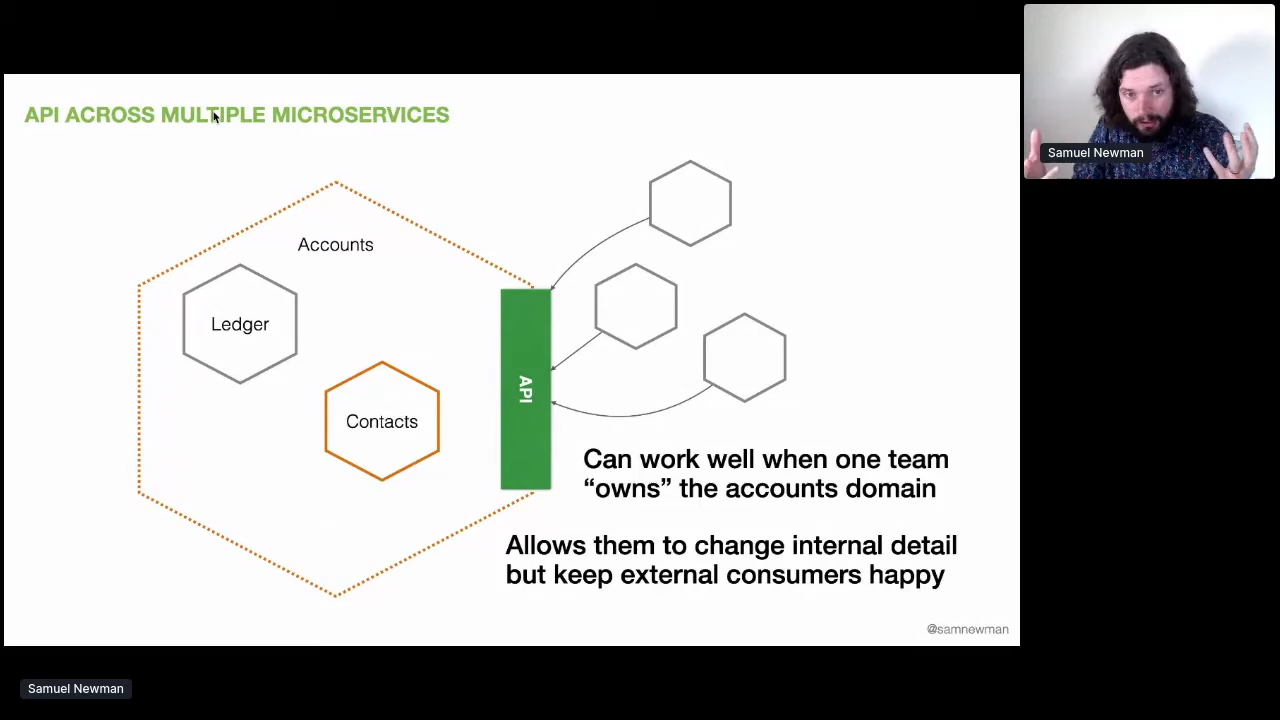 API ACROSS MULTIPLE MICROSERVICES
Samuel Newman
Accounts
Ledger
Contacts
API
Can work well when one team
“owns” the accounts domain
Allows them to change internal detail
but keep external consumers happy
@samnewman
Samuel Newman